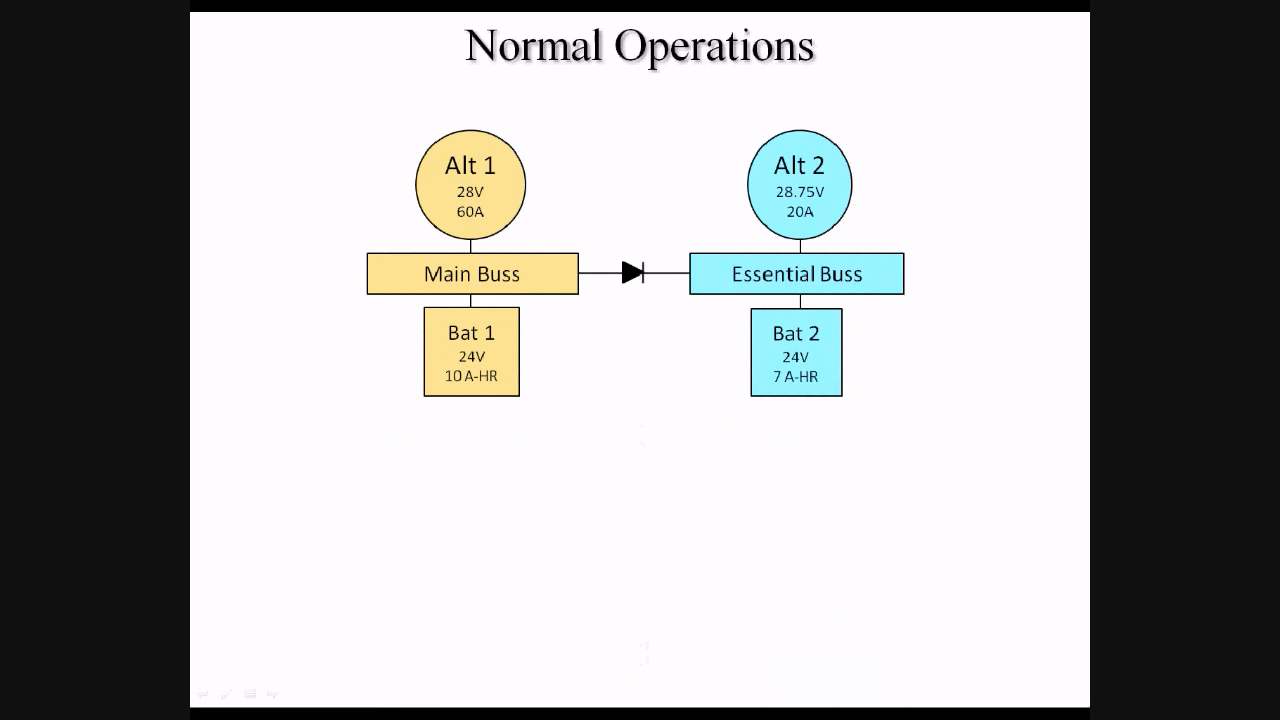 Normal Operations
Alt 1
28V
60A
Alt 2
28.75V
20A
Main Buss
Essential Buss
Bat 1
24V
10 A-HR
Bat 2
24V
7 A-HR